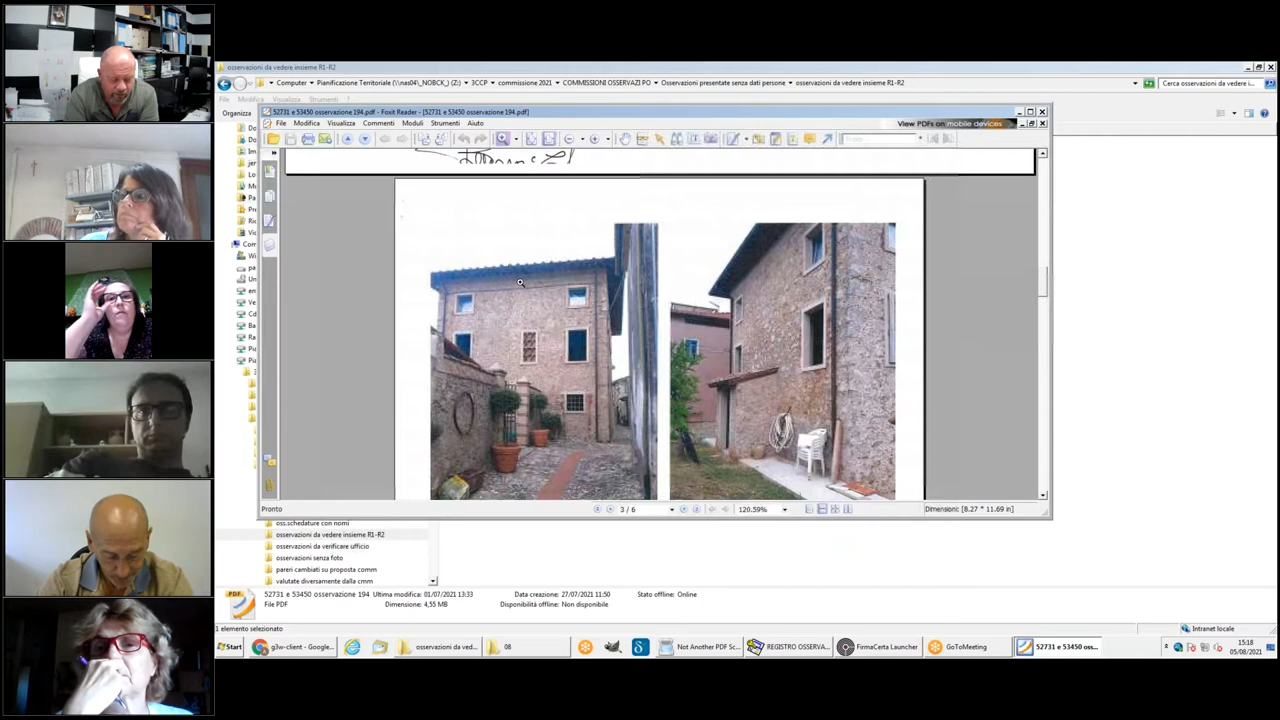 osservazioni da vedere insieme R1-R2
Computer ▸ Pianificazione Territoriale (\\nas04\_NOBCK_) (Z:) ▸ 3CCP ▸ commissione 2021 ▸ COMMISSIONI OSSERVAZI PO ▸ Osservazioni presentate senza dati persone ▸ osservazioni da vedere insieme R1-R2
Cerca osservazioni da v
File Modifica Visualizza Strumenti ?
Organizza
52731 e 53450 osservazione 194.pdf - Foxit Reader - [52731 e 53450 osservazione 194.pdf]
File Modifica Visualizza Commenti Moduli Strumenti Aiuto
View PDFs on mobile devices
Pronto
3 / 6
120.59%
Dimensioni: [8.27 * 11.69 in]
oss.schedature con nomi
osservazioni da vedere insieme R1-R2
osservazioni da verificare ufficio
osservazioni senza foto
pareri cambiati su proposta comm
valutate diversamente dalla cmm
52731 e 53450 osservazione 194 Ultima modifica: 01/07/2021 13:33 Data creazione: 27/07/2021 11:50 Stato offline: Online
File PDF Dimensione: 4,55 MB Disponibilità offline: Non disponibile
1 elemento selezionato
Intranet locale
Start
g3w-client - Google...
osservazioni da ved...
08
Not Another PDF Sc...
REGISTRO OSSERVA...
FirmaCerta Launcher
GoToMeeting
52731 e 53450 oss...
15:18
05/08/2021